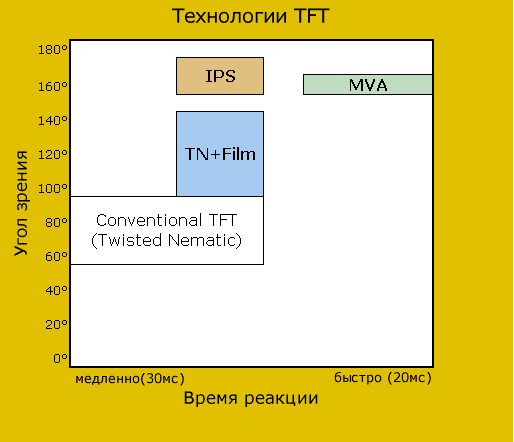 Технологии TFT
180°
160°
140°
120°
100°
80°
60°
40°
20°
0°
Угол зрения
IPS
MVA
TN+Film
Conventional TFT
(Twisted Nematic)
медленно(30мс)
быстро (20мс)
Время реакции